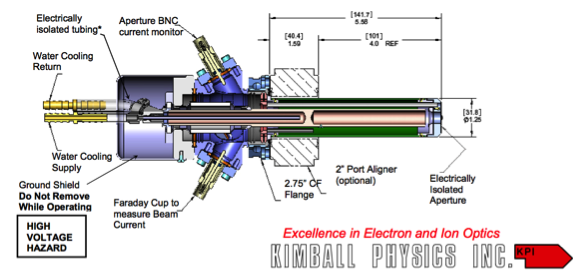 Electrically
isolated tubing*
Aperture BNC
current monitor
[141.7]
5.58
[40.4]
1.59
[101]
4.0 REF
Water Cooling
Return
[31.8]
Ø1.25
Water Cooling
Supply
Ground Shield
Do Not Remove
While Operating
HIGH
VOLTAGE
HAZARD
Faraday Cup to
measure Beam
Current
2.75" CF
Flange
2" Port Aligner
(optional)
Electrically
Isolated
Aperture
Excellence in Electron and Ion Optics
KIMBALL PHYSICS INC.
KPI